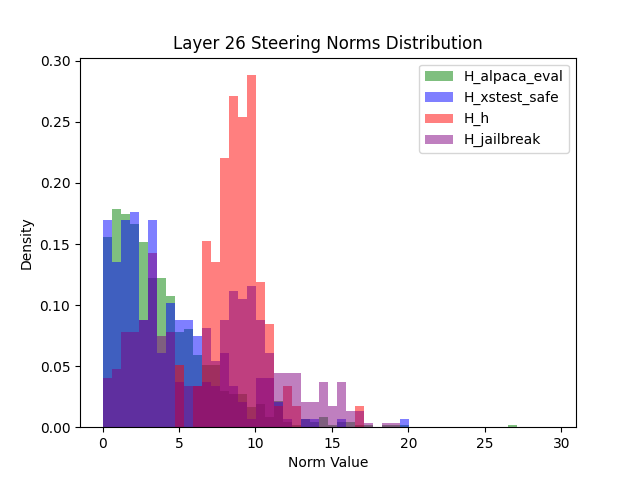 Layer 26 Steering Norms Distribution
H_alpaca_eval
H_xstest_safe
H_h
H_jailbreak
Density
0.30
0.25
0.20
0.15
0.10
0.05
0.00
0 5 10 15 20 25 30
Norm Value